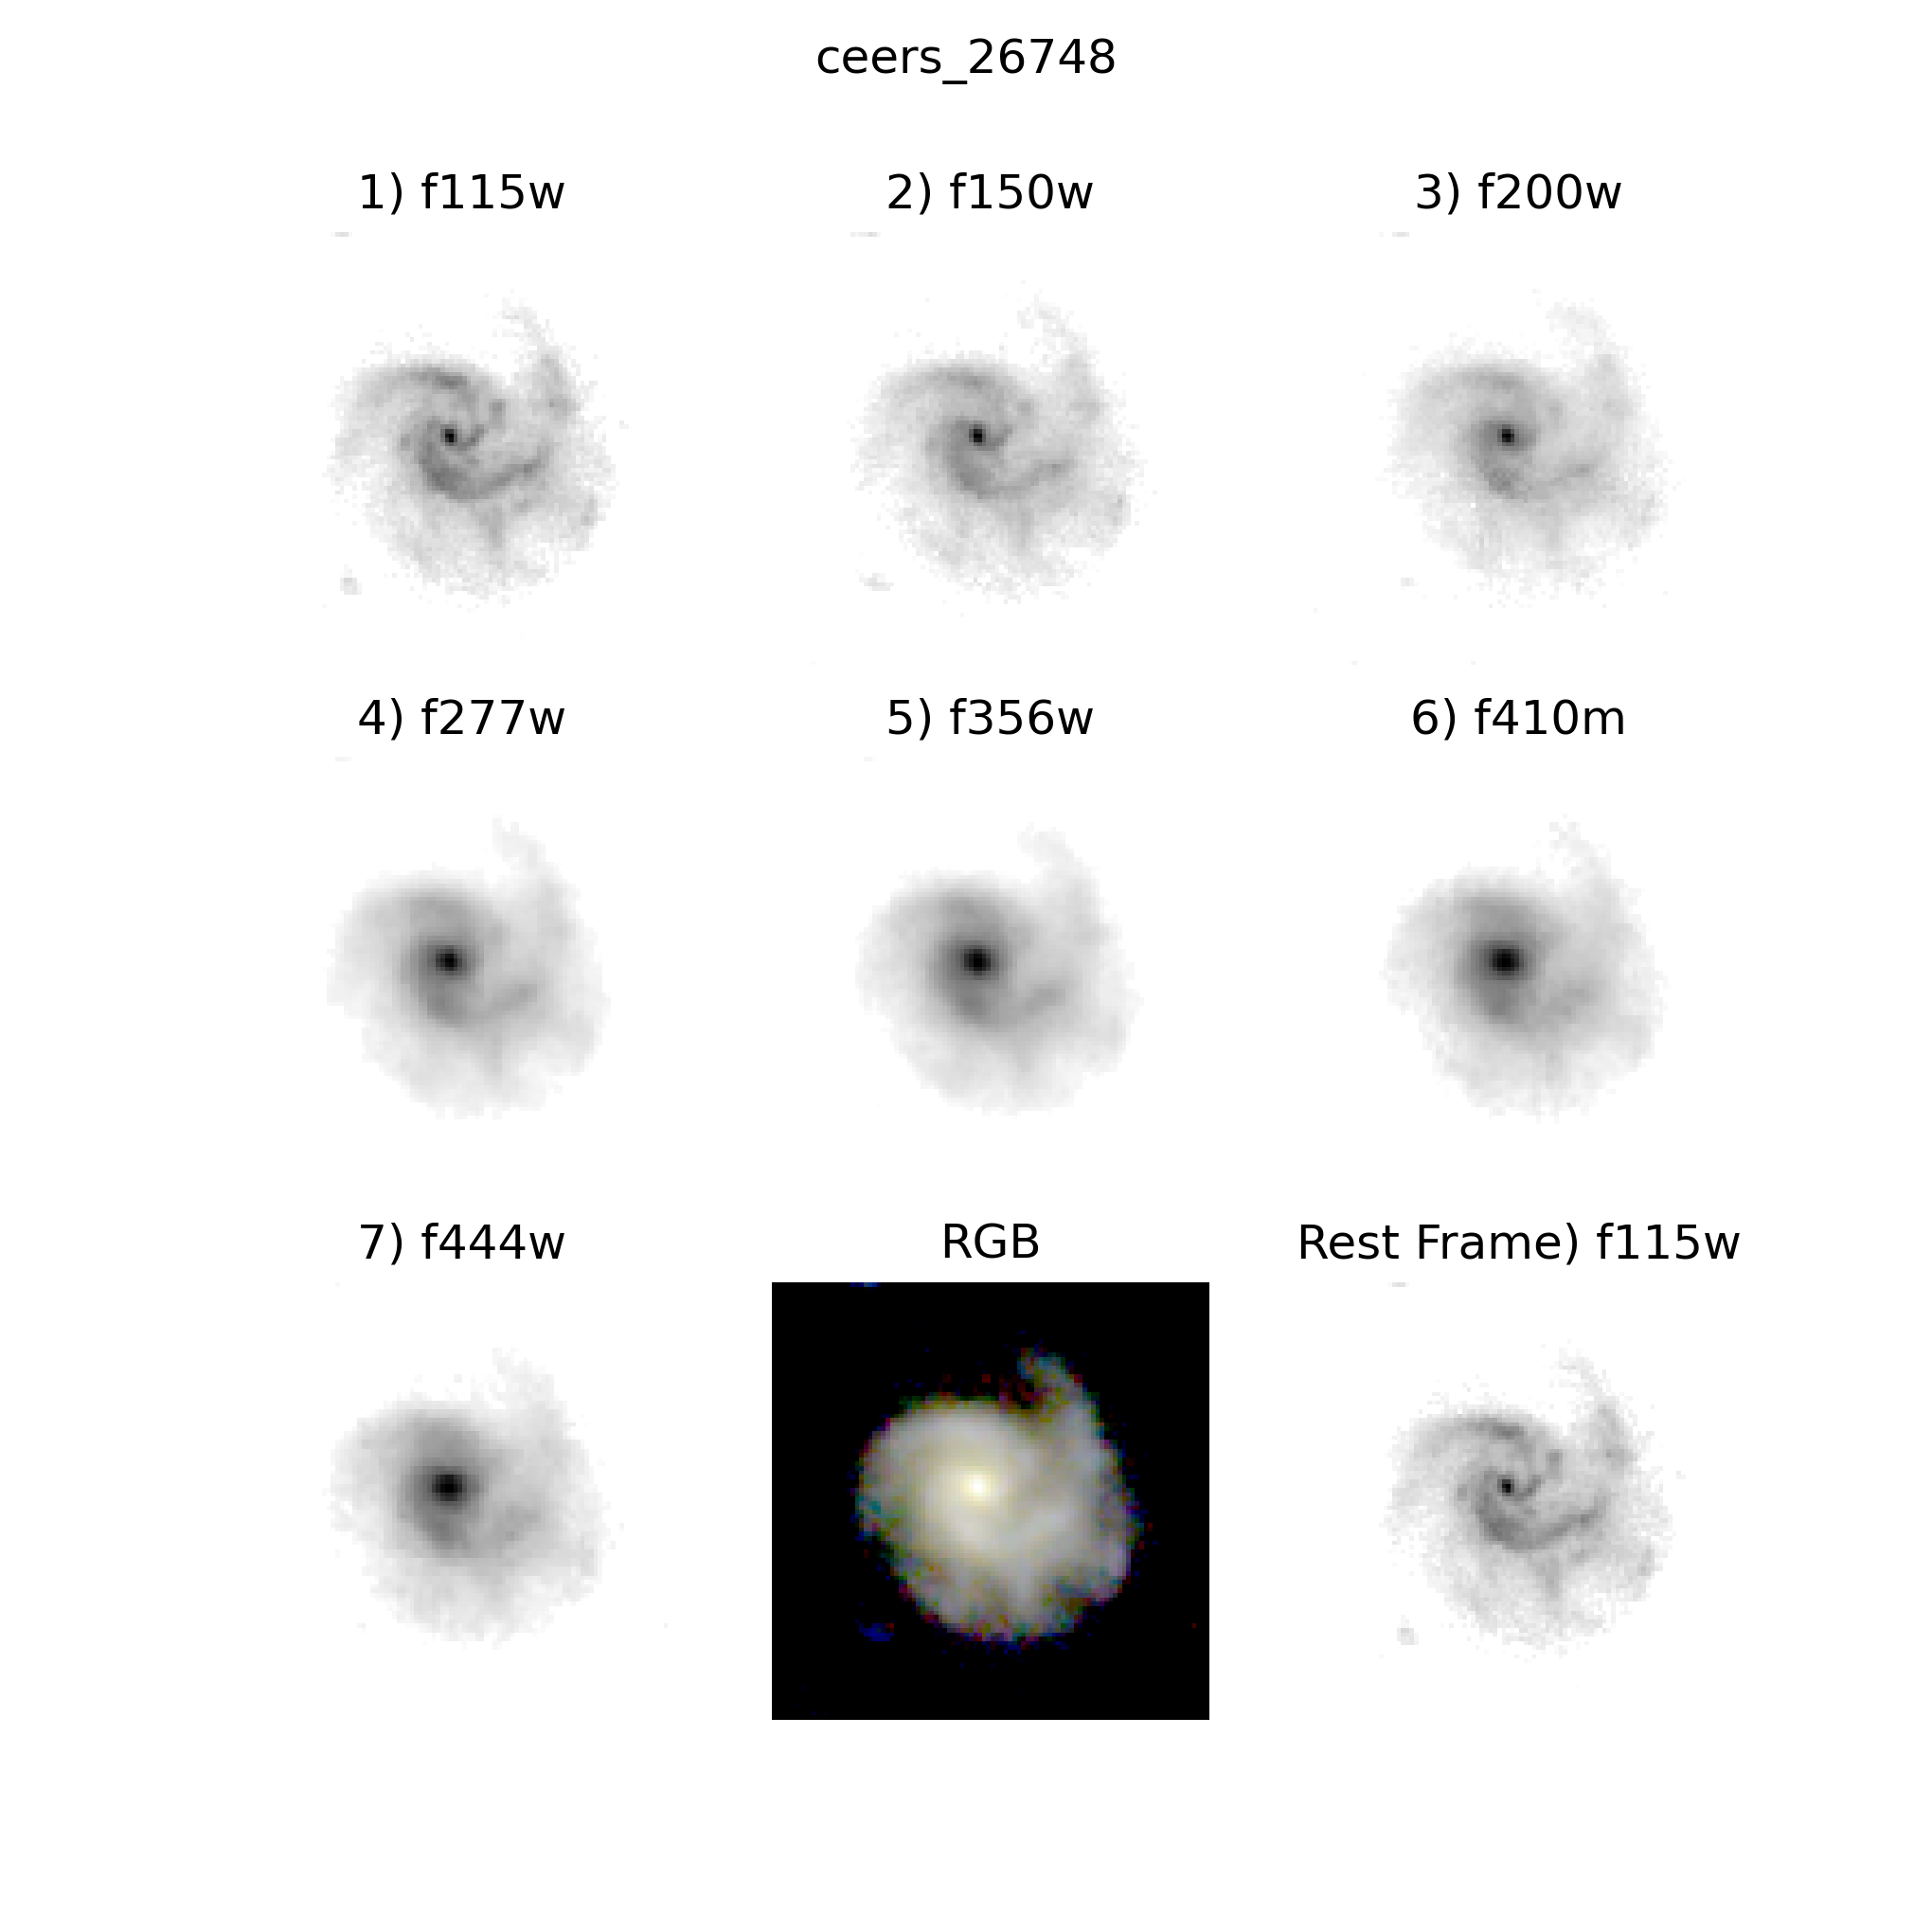 ceers_26748
1) f115w
2) f150w
3) f200w
4) f277w
5) f356w
6) f410m
7) f444w
RGB
Rest Frame) f115w